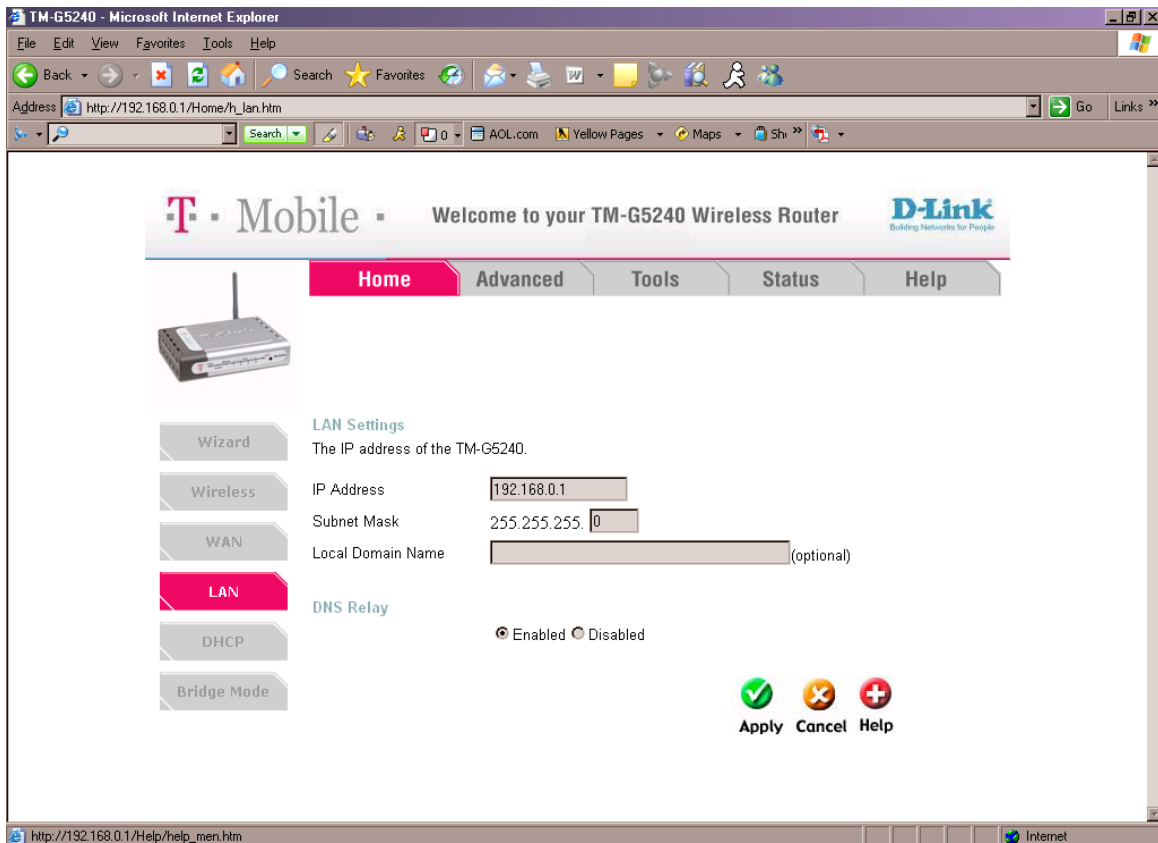 TM-G5240 - Microsoft Internet Explorer
File Edit View Favorites Tools Help
Back Search Favorites
Address http://192.168.0.1/Home/h_lan.htm Go Links »
Search 0 AOL.com Yellow Pages Maps Sh »
T · Mobile · Welcome to your TM-G5240 Wireless Router D-Link
Building Networks for People
Home Advanced Tools Status Help
Wizard
Wireless
WAN
LAN
DHCP
Bridge Mode
LAN Settings
The IP address of the TM-G5240.
IP Address 192.168.0.1
Subnet Mask 255.255.255. 0
Local Domain Name (optional)
DNS Relay
Enabled Disabled
Apply Cancel Help
http://192.168.0.1/Help/help_men.htm Internet